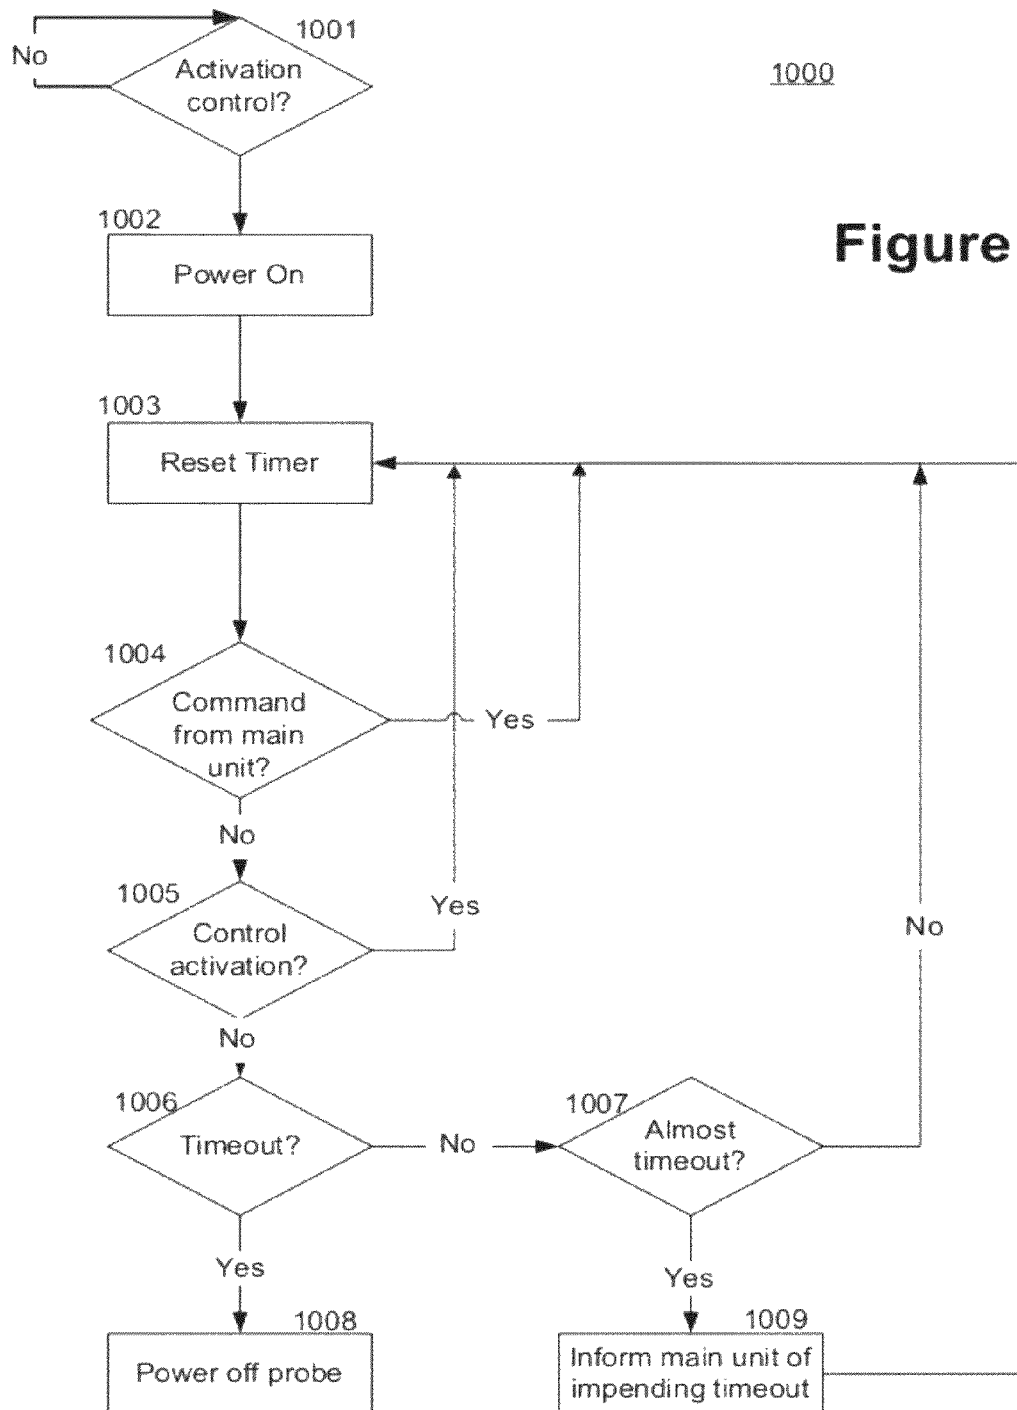 1001
No
Activation
control?
1000
1002
Power On
Figure
1003
Reset Timer
1004
Command
from main
unit?
Yes
No
1005
Control
activation?
Yes
No
No
1006
Timeout?
No
1007
Almost
timeout?
Yes
Yes
1008
Power off probe
1009
Inform main unit of
impending timeout